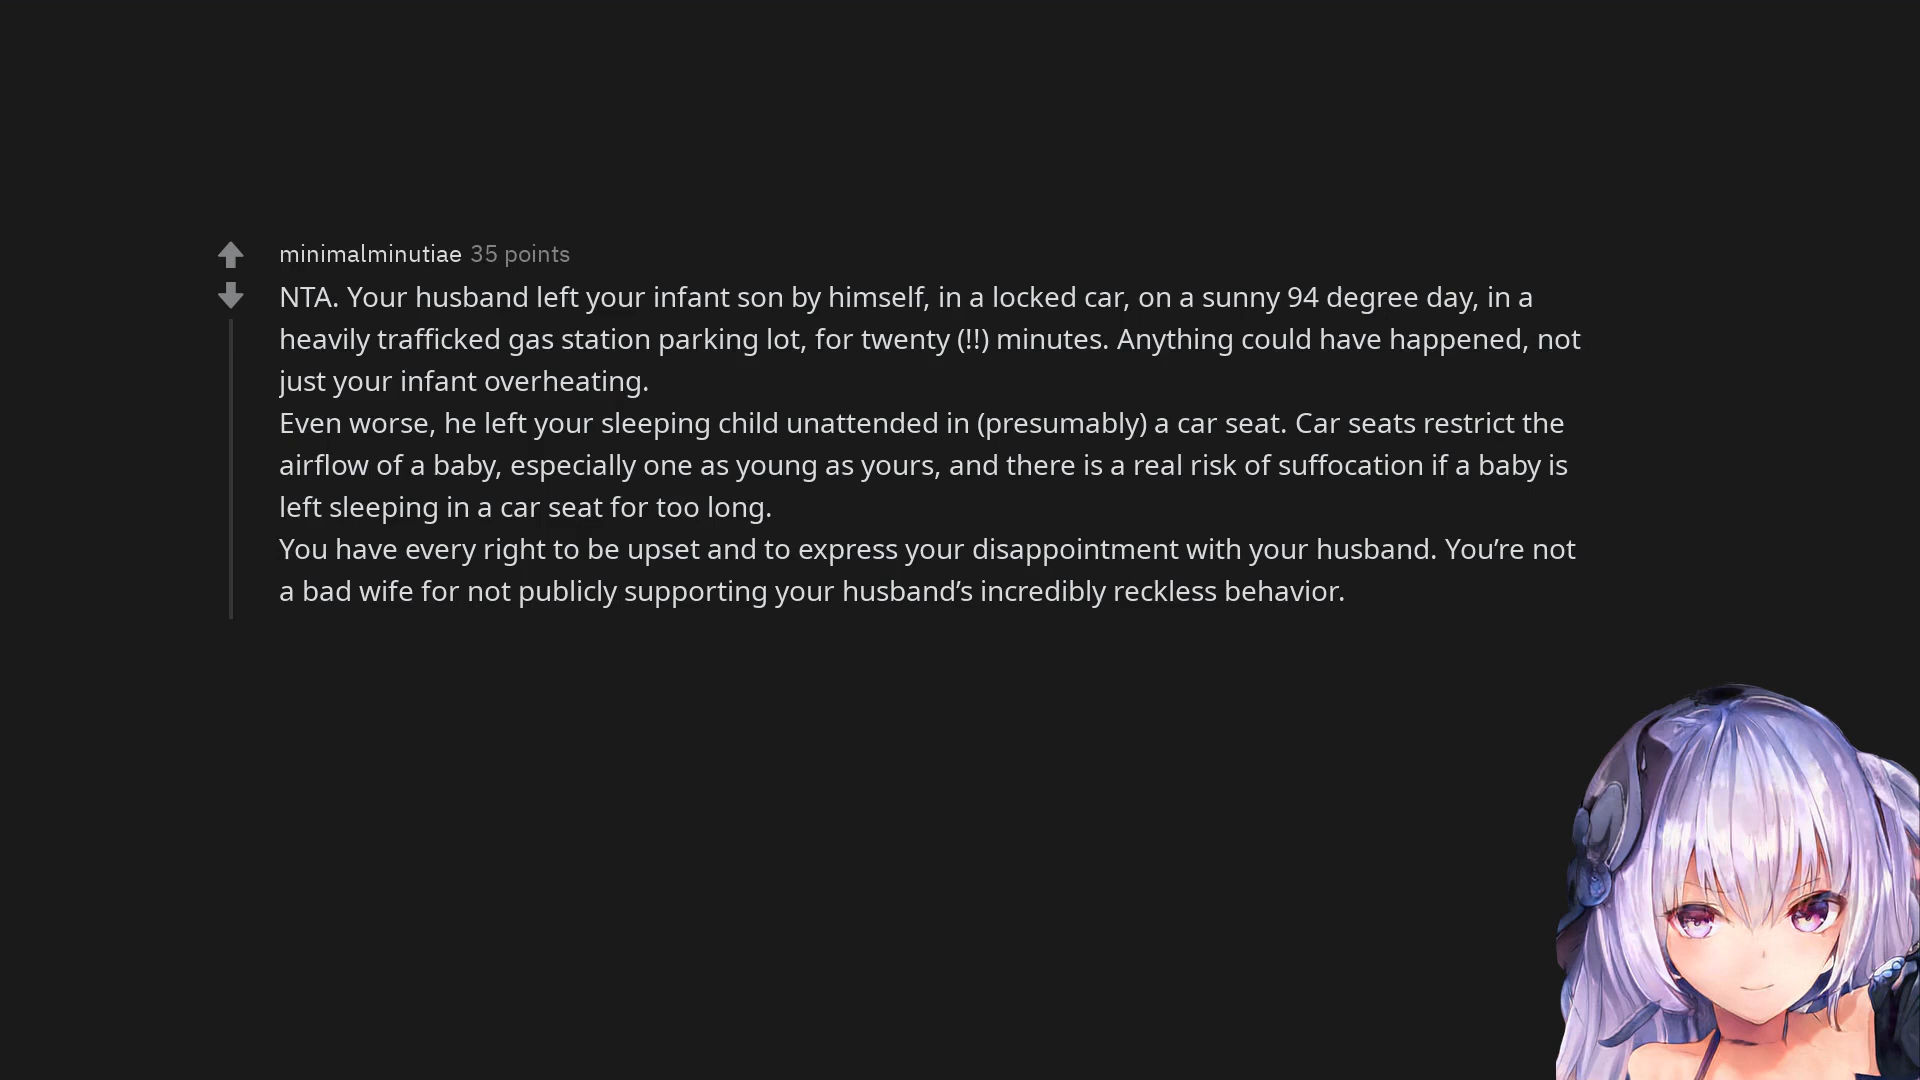 minimalminutiae 35 points
NTA. Your husband left your infant son by himself, in a locked car, on a sunny 94 degree day, in a
heavily trafficked gas station parking lot, for twenty (!!) minutes. Anything could have happened, not
just your infant overheating.
Even worse, he left your sleeping child unattended in (presumably) a car seat. Car seats restrict the
airflow of a baby, especially one as young as yours, and there is a real risk of suffocation if a baby is
left sleeping in a car seat for too long.
You have every right to be upset and to express your disappointment with your husband. You’re not
a bad wife for not publicly supporting your husband’s incredibly reckless behavior.